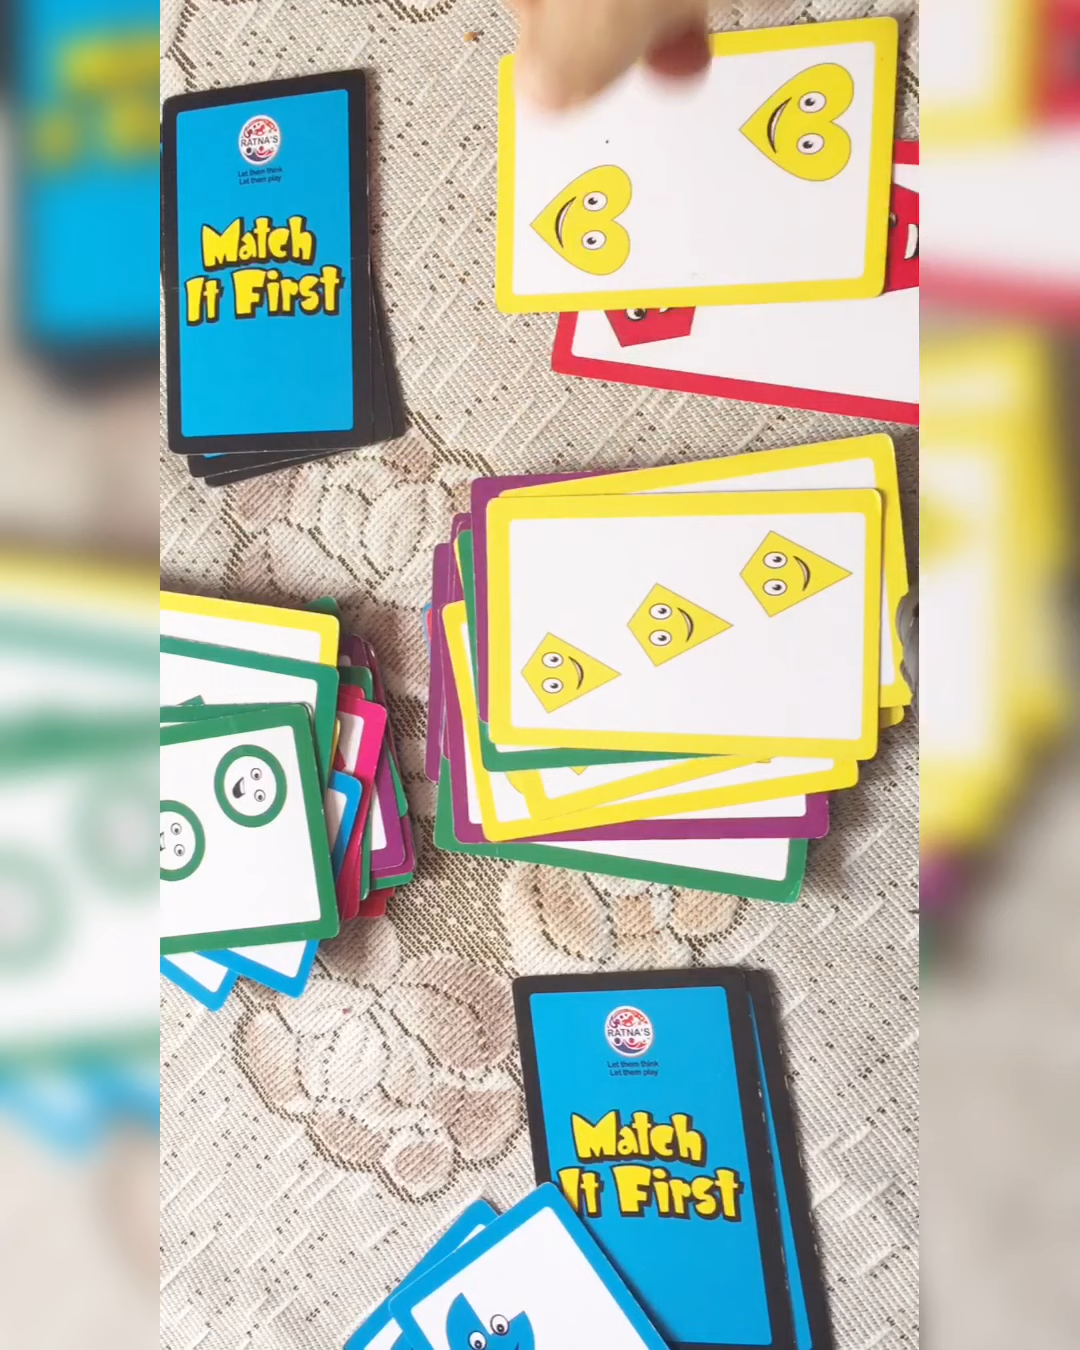 RATNA'S
Let them think
Let them play
Match
It First
RATNA'S
Let them think
Let them play
Match
It First